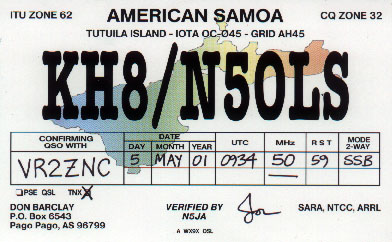 ITU ZONE 62 AMERICAN SAMOA CQ ZONE 32
TUTUILA ISLAND - IOTA OC-045 - GRID AH45
KH8/N5OLS
CONFIRMING QSO WITH DATE UTC MHz R S T MODE 2-WAY
DAY MONTH YEAR
VR2ZNC 5 MAY 01 0934 50 59 SSB
PSE QSL TNX
DON BARCLAY
P.O. Box 6543
Pago Pago, AS 96799
VERIFIED BY
N5JA
SARA, NTCC, ARRL
A WX9X QSL